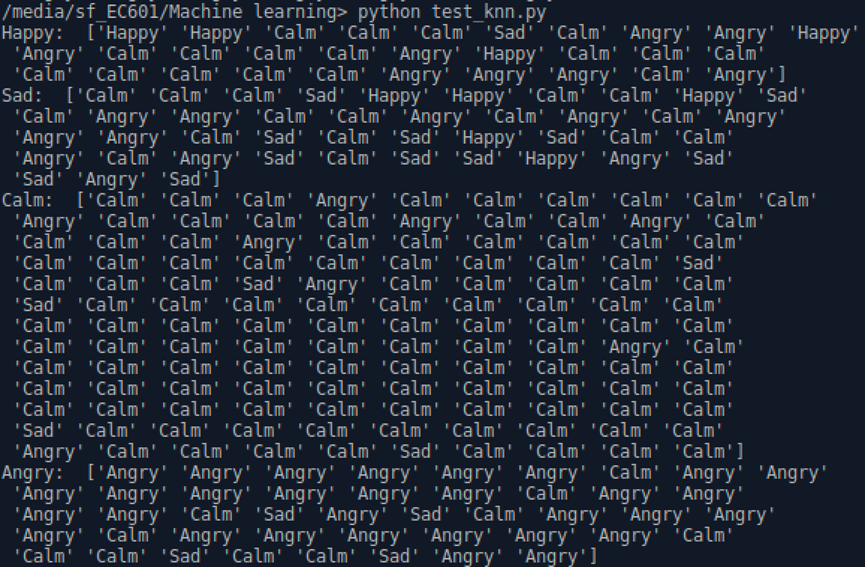 /media/sf_EC601/Machine learning> python test_knn.py
Happy:  ['Happy' 'Happy' 'Calm' 'Calm' 'Calm' 'Sad' 'Calm' 'Angry' 'Angry' 'Happy'
 'Angry' 'Calm' 'Calm' 'Calm' 'Calm' 'Angry' 'Happy' 'Calm' 'Calm' 'Calm'
 'Calm' 'Calm' 'Calm' 'Calm' 'Calm' 'Angry' 'Angry' 'Angry' 'Calm' 'Angry']
Sad:  ['Calm' 'Calm' 'Calm' 'Sad' 'Happy' 'Happy' 'Calm' 'Calm' 'Happy' 'Sad'
 'Calm' 'Angry' 'Angry' 'Calm' 'Calm' 'Angry' 'Calm' 'Angry' 'Calm' 'Angry'
 'Angry' 'Angry' 'Calm' 'Sad' 'Calm' 'Sad' 'Happy' 'Sad' 'Calm' 'Calm'
 'Angry' 'Calm' 'Angry' 'Sad' 'Calm' 'Sad' 'Sad' 'Happy' 'Angry' 'Sad'
 'Sad' 'Angry' 'Sad']
Calm:  ['Calm' 'Calm' 'Calm' 'Angry' 'Calm' 'Calm' 'Calm' 'Calm' 'Calm' 'Calm'
 'Angry' 'Calm' 'Calm' 'Calm' 'Calm' 'Angry' 'Calm' 'Calm' 'Angry' 'Calm'
 'Calm' 'Calm' 'Calm' 'Angry' 'Calm' 'Calm' 'Calm' 'Calm' 'Calm' 'Calm'
 'Calm' 'Calm' 'Calm' 'Calm' 'Calm' 'Calm' 'Calm' 'Calm' 'Calm' 'Sad'
 'Calm' 'Calm' 'Calm' 'Sad' 'Angry' 'Calm' 'Calm' 'Calm' 'Calm' 'Calm'
 'Sad' 'Calm' 'Calm' 'Calm' 'Calm' 'Calm' 'Calm' 'Calm' 'Calm' 'Calm'
 'Calm' 'Calm' 'Calm' 'Calm' 'Calm' 'Calm' 'Calm' 'Calm' 'Calm' 'Calm'
 'Calm' 'Calm' 'Calm' 'Calm' 'Calm' 'Calm' 'Calm' 'Calm' 'Angry' 'Calm'
 'Calm' 'Calm' 'Calm' 'Calm' 'Calm' 'Calm' 'Calm' 'Calm' 'Calm' 'Calm'
 'Calm' 'Calm' 'Calm' 'Calm' 'Calm' 'Calm' 'Calm' 'Calm' 'Calm' 'Calm'
 'Calm' 'Calm' 'Calm' 'Calm' 'Calm' 'Calm' 'Calm' 'Calm' 'Calm' 'Calm'
 'Sad' 'Calm' 'Calm' 'Calm' 'Calm' 'Calm' 'Calm' 'Calm' 'Calm' 'Calm'
 'Angry' 'Calm' 'Calm' 'Calm' 'Calm' 'Sad' 'Calm' 'Calm' 'Calm' 'Calm']
Angry:  ['Angry' 'Angry' 'Angry' 'Angry' 'Angry' 'Angry' 'Angry' 'Calm' 'Angry' 'Angry'
 'Angry' 'Angry' 'Angry' 'Angry' 'Angry' 'Angry' 'Calm' 'Angry' 'Angry'
 'Angry' 'Angry' 'Calm' 'Sad' 'Angry' 'Sad' 'Calm' 'Angry' 'Angry' 'Angry'
 'Angry' 'Calm' 'Angry' 'Angry' 'Angry' 'Angry' 'Angry' 'Angry' 'Calm'
 'Calm' 'Calm' 'Sad' 'Calm' 'Calm' 'Sad' 'Angry' 'Angry']